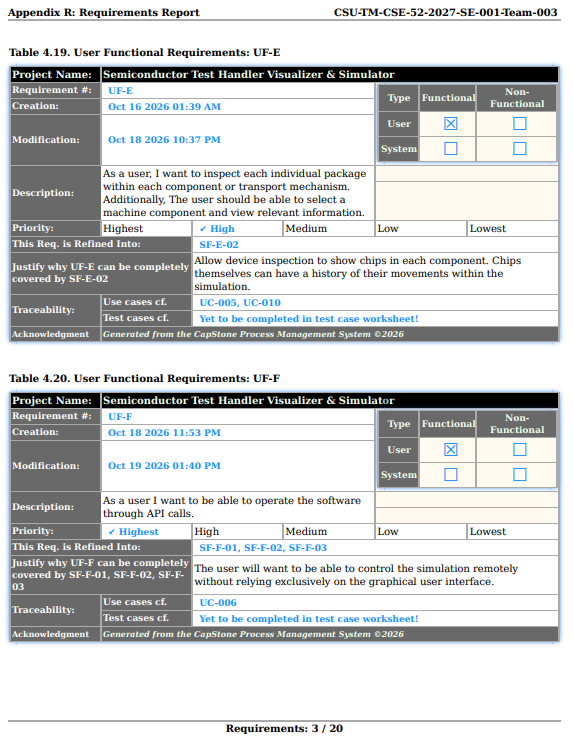 Appendix R: Requirements Report CSU-TM-CSE-52-2027-SE-001-Team-003
Table 4.19. User Functional Requirements: UF-E
Project Name: Semiconductor Test Handler Visualizer & Simulator
Requirement #: UF-E
Creation: Oct 16 2026 01:39 AM
Modification: Oct 18 2026 10:37 PM
Type Functional Non-
Functional
User ☒ ☐
System ☐ ☐
Description: As a user, I want to inspect each individual package
within each component or transport mechanism.
Additionally, The user should be able to select a
machine component and view relevant information.
Priority: Highest ✔ High Medium Low Lowest
This Req. is Refined Into: SF-E-02
Justify why UF-E can be completely
covered by SF-E-02
Allow device inspection to show chips in each component. Chips
themselves can have a history of their movements within the
simulation.
Traceability: Use cases cf. UC-005, UC-010
Test cases cf. Yet to be completed in test case worksheet!
Acknowledgment Generated from the CapStone Process Management System ©2026
Table 4.20. User Functional Requirements: UF-F
Project Name: Semiconductor Test Handler Visualizer & Simulator
Requirement #: UF-F
Creation: Oct 18 2026 11:53 PM
Modification: Oct 19 2026 01:40 PM
Type Functional Non-
Functional
User ☒ ☐
System ☐ ☐
Description: As a user I want to be able to operate the software
through API calls.
Priority: ✔ Highest High Medium Low Lowest
This Req. is Refined Into: SF-F-01, SF-F-02, SF-F-03
Justify why UF-F can be completely
covered by SF-F-01, SF-F-02, SF-F-
03
The user will want to be able to control the simulation remotely
without relying exclusively on the graphical user interface.
Traceability: Use cases cf. UC-006
Test cases cf. Yet to be completed in test case worksheet!
Acknowledgment Generated from the CapStone Process Management System ©2026
Requirements: 3 / 20